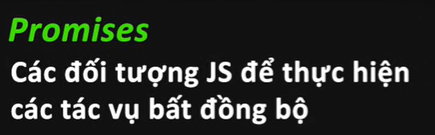 Promises
Các đối tượng JS để thực hiện
các tác vụ bất đồng bộ